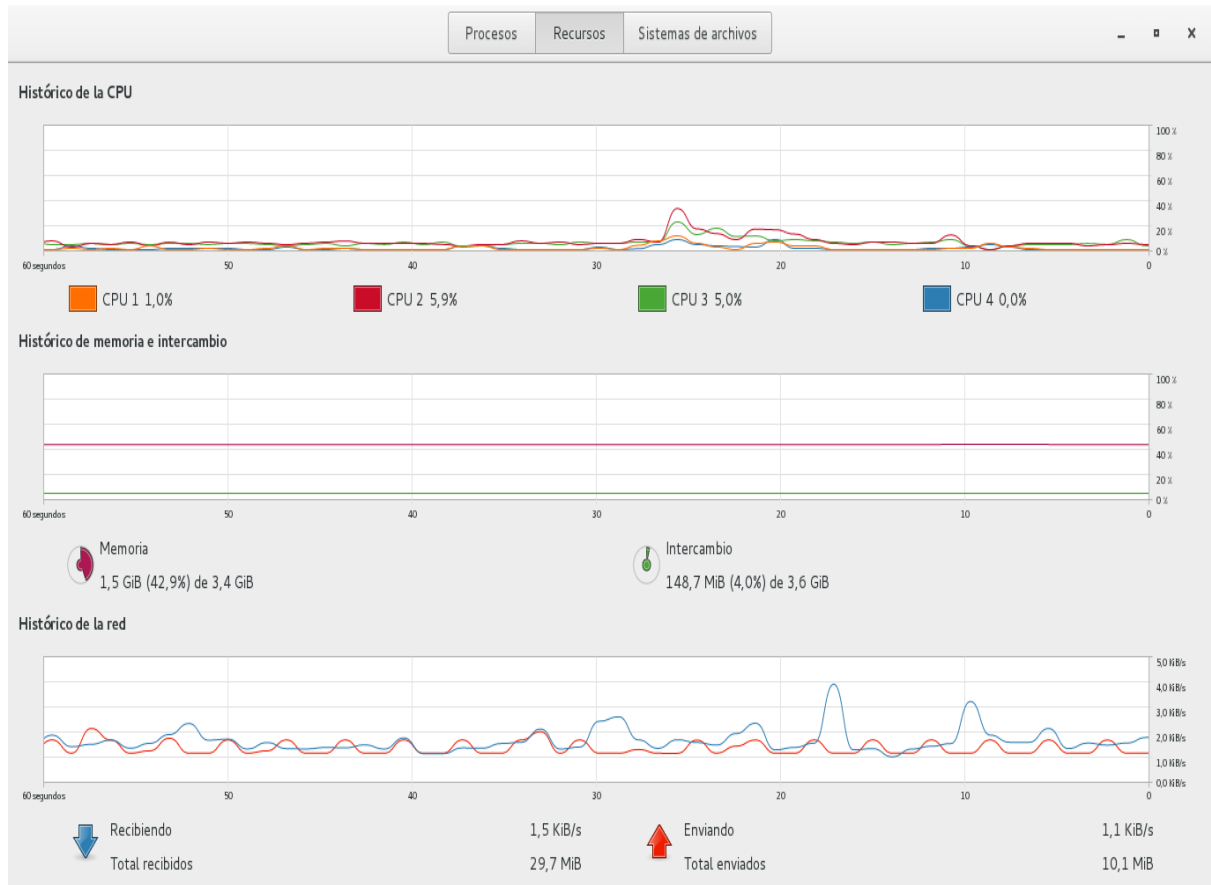 Procesos Recursos Sistemas de archivos
Histórico de la CPU
100 %
80 %
60 %
40 %
20 %
0 %
60 segundos 50 40 30 20 10 0
CPU 1 1,0% CPU 2 5,9% CPU 3 5,0% CPU 4 0,0%
Histórico de memoria e intercambio
100 %
80 %
60 %
40 %
20 %
0 %
60 segundos 50 40 30 20 10 0
Memoria
1,5 GiB (42,9%) de 3,4 GiB
Intercambio
148,7 MiB (4,0%) de 3,6 GiB
Histórico de la red
5,0 KiB/s
4,0 KiB/s
3,0 KiB/s
2,0 KiB/s
1,0 KiB/s
0,0 KiB/s
60 segundos 50 40 30 20 10 0
Recibiendo 1,5 KiB/s
Total recibidos 29,7 MiB
Enviando 1,1 KiB/s
Total enviados 10,1 MiB